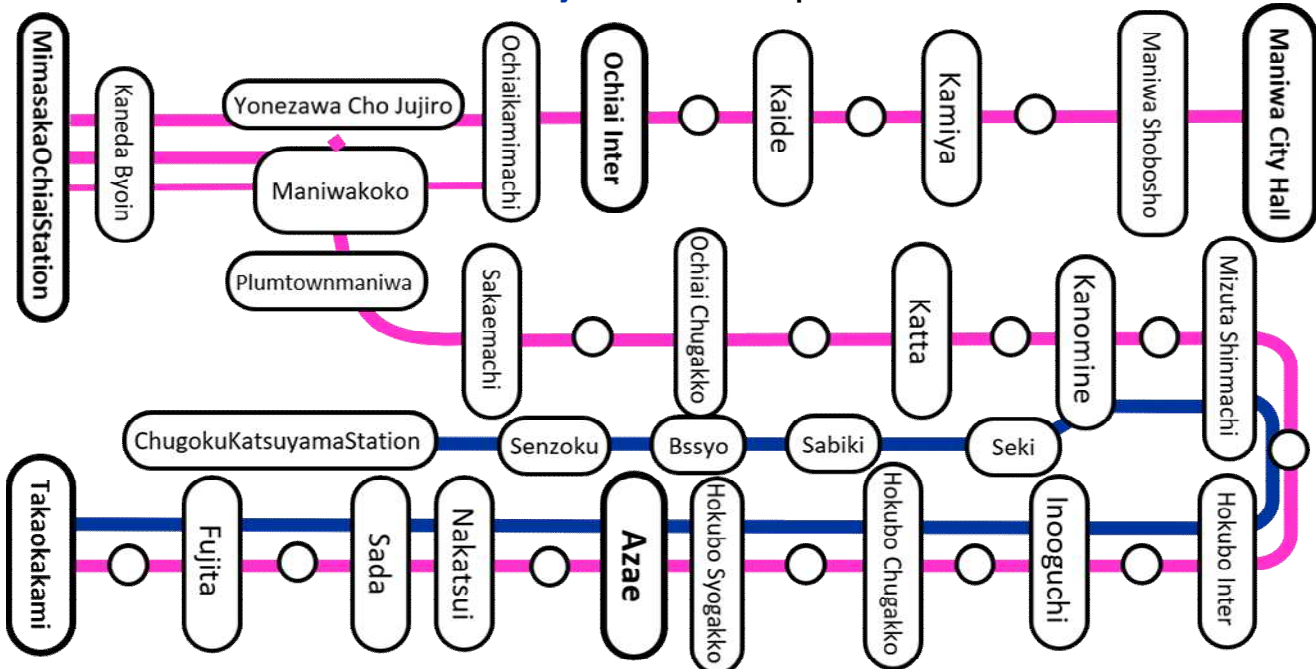 MimasakaOchiaiStation
Kaneda Byoin
Yonezawa Cho Jujiro
Maniwakoko
Plumtownmaniwa
Ochiaikamimachi
Ochiai Inter
Kaide
Kamiya
Maniwa Shobosho
Maniwa City Hall
Sakaemachi
Ochiai Chugakko
Katta
Kanomine
Mizuta Shinmachi
ChugokuKatsuyamaStation
Senzoku
Bssyo
Sabiki
Seki
Takaokakami
Fujita
Sada
Nakatsui
Azae
Hokubo Syogakko
Hokubo Chugakko
Inooguchi
Hokubo Inter